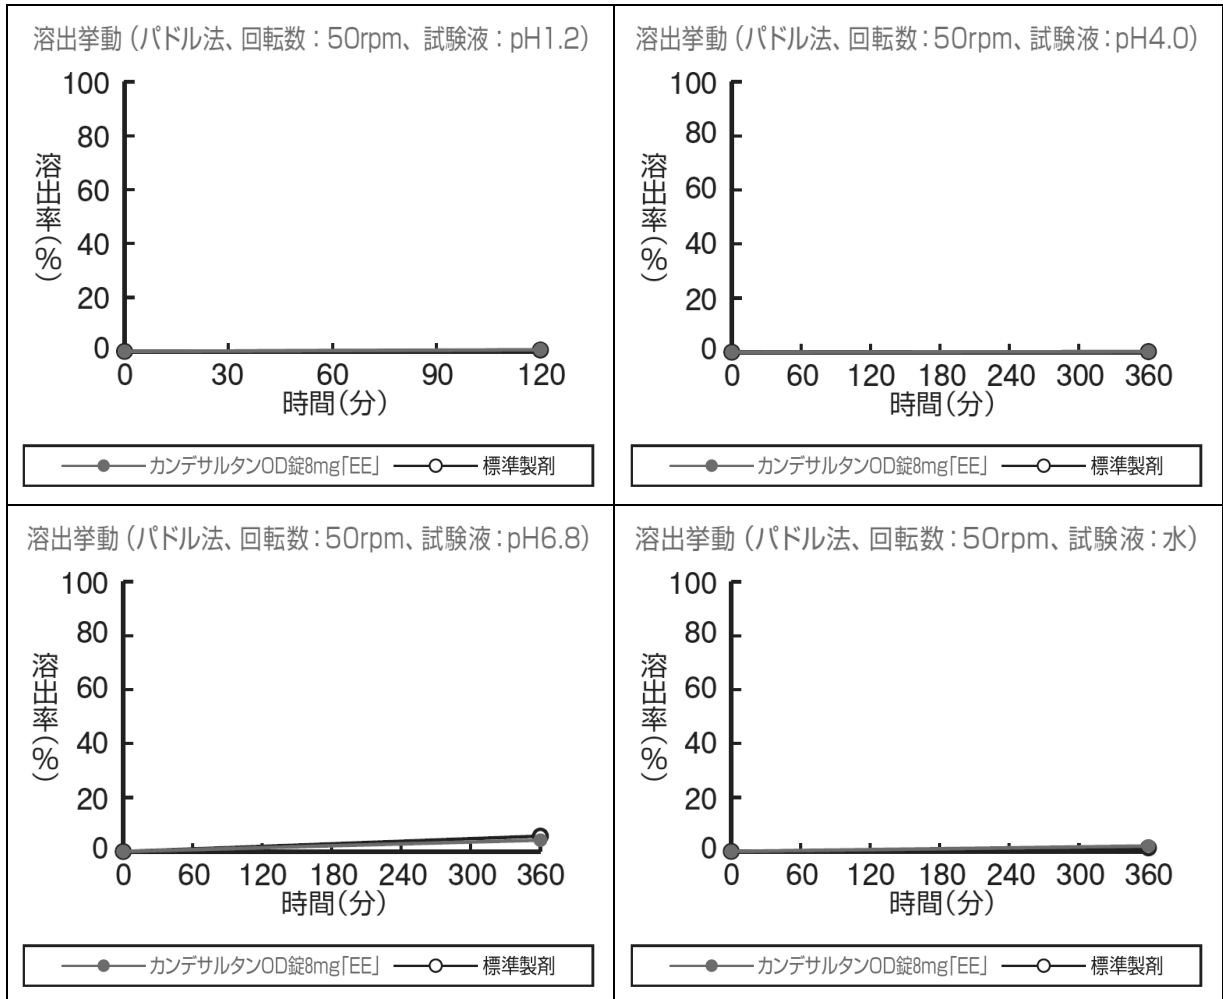 溶出挙動（パドル法、回転数：50rpm、試験液：pH1.2）
100
80
60
40
20
0
溶出率(%)
0 30 60 90 120
時間(分)
カンデサルタンOD錠8mg｢EE｣ 標準製剤
溶出挙動（パドル法、回転数：50rpm、試験液：pH4.0）
100
80
60
40
20
0
溶出率(%)
0 60 120 180 240 300 360
時間(分)
カンデサルタンOD錠8mg｢EE｣ 標準製剤
溶出挙動（パドル法、回転数：50rpm、試験液：pH6.8）
100
80
60
40
20
0
溶出率(%)
0 60 120 180 240 300 360
時間(分)
カンデサルタンOD錠8mg｢EE｣ 標準製剤
溶出挙動（パドル法、回転数：50rpm、試験液：水）
100
80
60
40
20
0
溶出率(%)
0 60 120 180 240 300 360
時間(分)
カンデサルタンOD錠8mg｢EE｣ 標準製剤